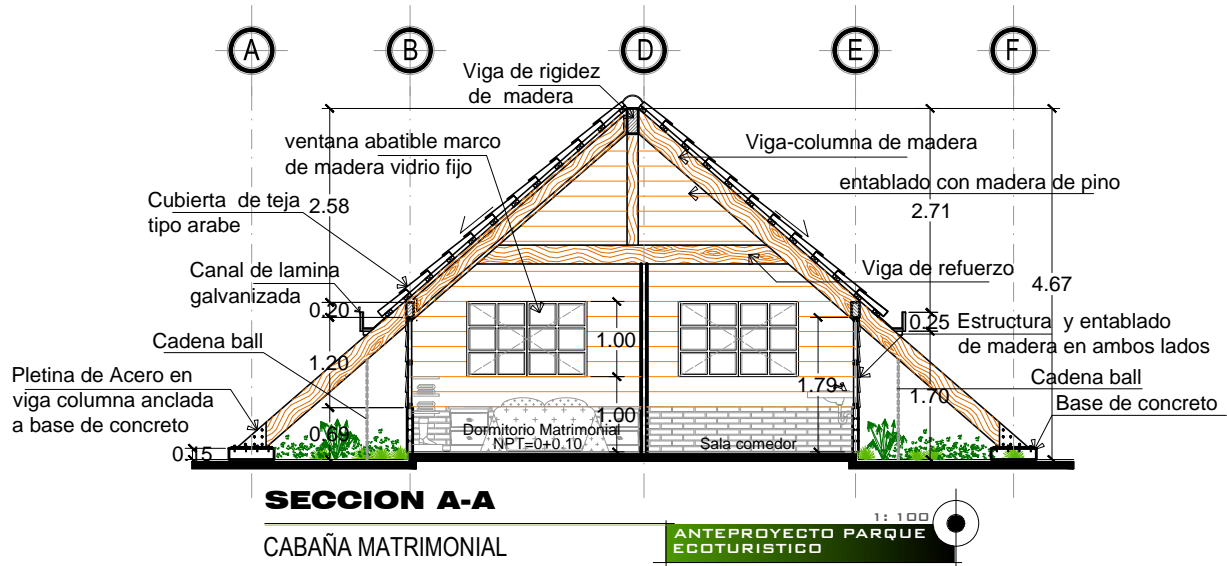 A B D E F
Viga de rigidez
de madera
ventana abatible marco
de madera vidrio fijo
Viga-columna de madera
entablado con madera de pino
Cubierta de teja
tipo arabe
2.58
2.71
Canal de lamina
galvanizada
Viga de refuerzo
4.67
0.20
0.25
Estructura y entablado
de madera en ambos lados
Cadena ball
1.00
1.20
Pletina de Acero en
viga columna anclada
a base de concreto
1.79
Cadena ball
1.70
Base de concreto
1.00
0.69
Dormitorio Matrimonial
NPT=0+0.10
Sala comedor
0.15
SECCION A-A
1: 100
CABAÑA MATRIMONIAL
ANTEPROYECTO PARQUE
ECOTURISTICO